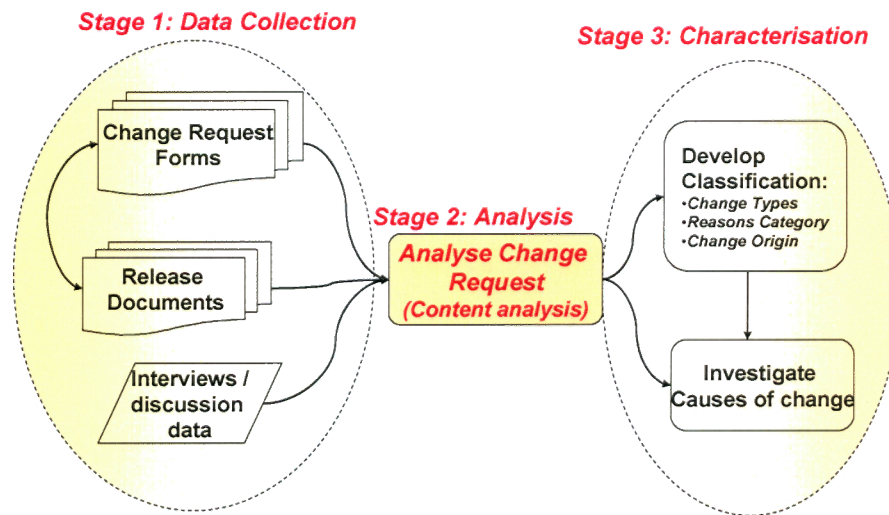 Stage 1: Data Collection
Change Request
Forms
Release
Documents
Interviews /
discussion
data
Stage 2: Analysis
Analyse Change
Request
(Content analysis)
Stage 3: Characterisation
Develop
Classification:
•Change Types
•Reasons Category
•Change Origin
Investigate
Causes of change